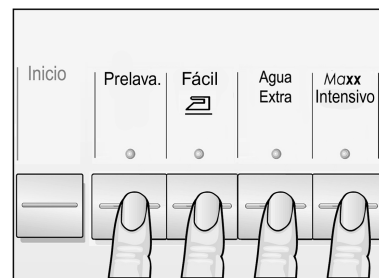 Inicio
Prelava.
Fácil
Agua
Extra
Maxx
Intensivo